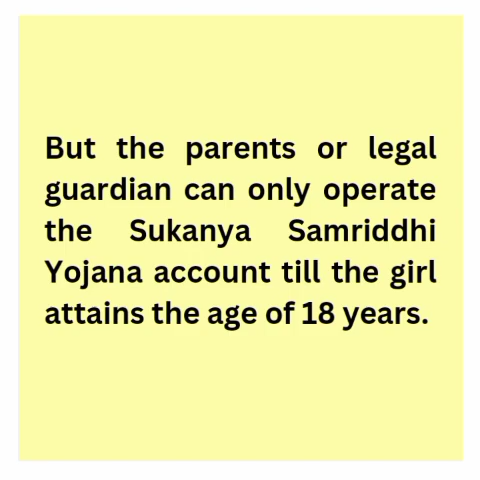 But the parents or legal
guardian can only operate
the Sukanya Samriddhi
Yojana account till the girl
attains the age of 18 years.